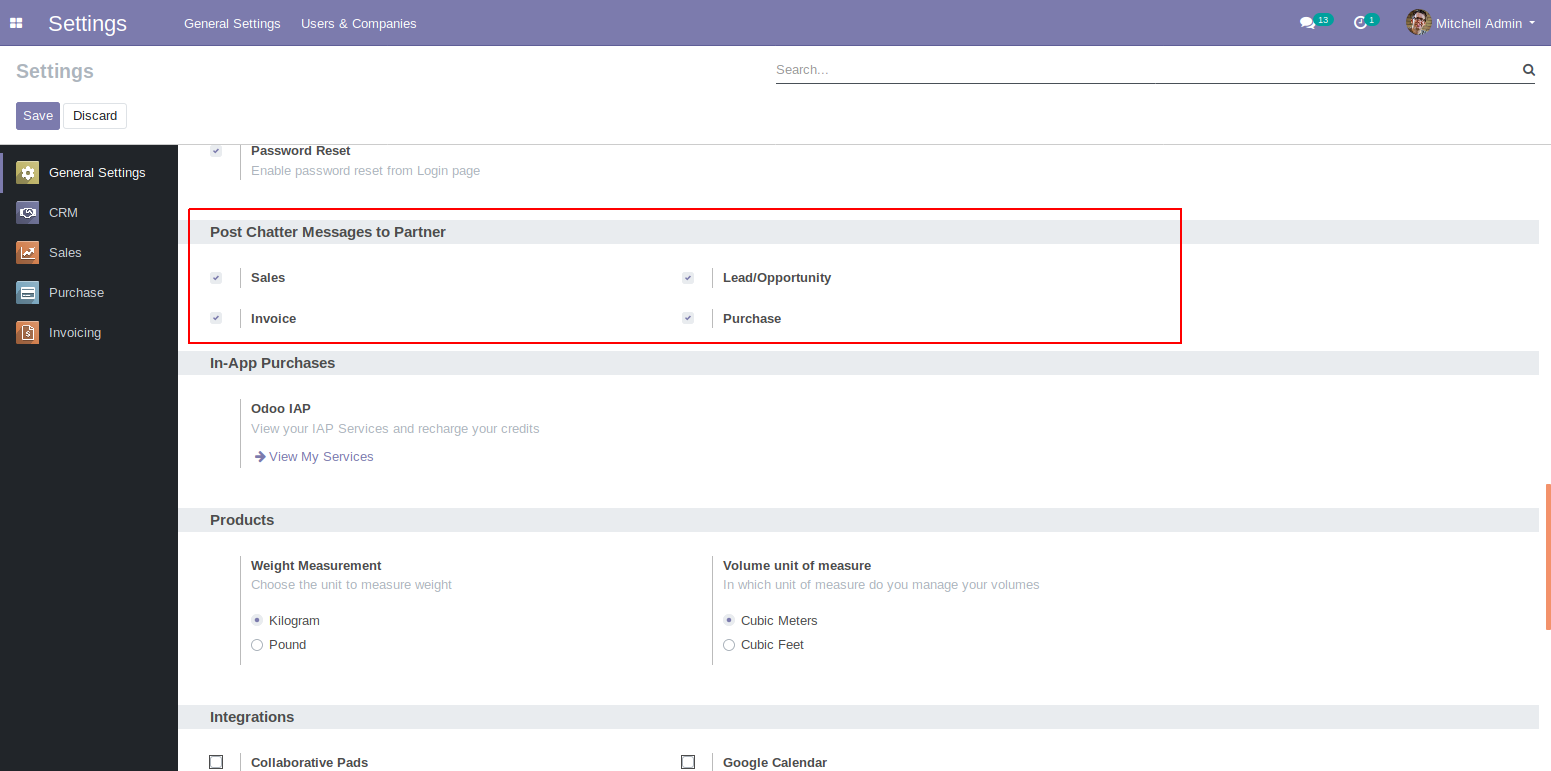 Settings General Settings Users & Companies 13 1 Mitchell Admin
Settings Search...
Save Discard
Password Reset
Enable password reset from Login page
General Settings
CRM
Sales
Purchase
Invoicing
Post Chatter Messages to Partner
Sales Lead/Opportunity
Invoice Purchase
In-App Purchases
Odoo IAP
View your IAP Services and recharge your credits
View My Services
Products
Weight Measurement Volume unit of measure
Choose the unit to measure weight In which unit of measure do you manage your volumes
Kilogram Cubic Meters
Pound Cubic Feet
Integrations
Collaborative Pads Google Calendar